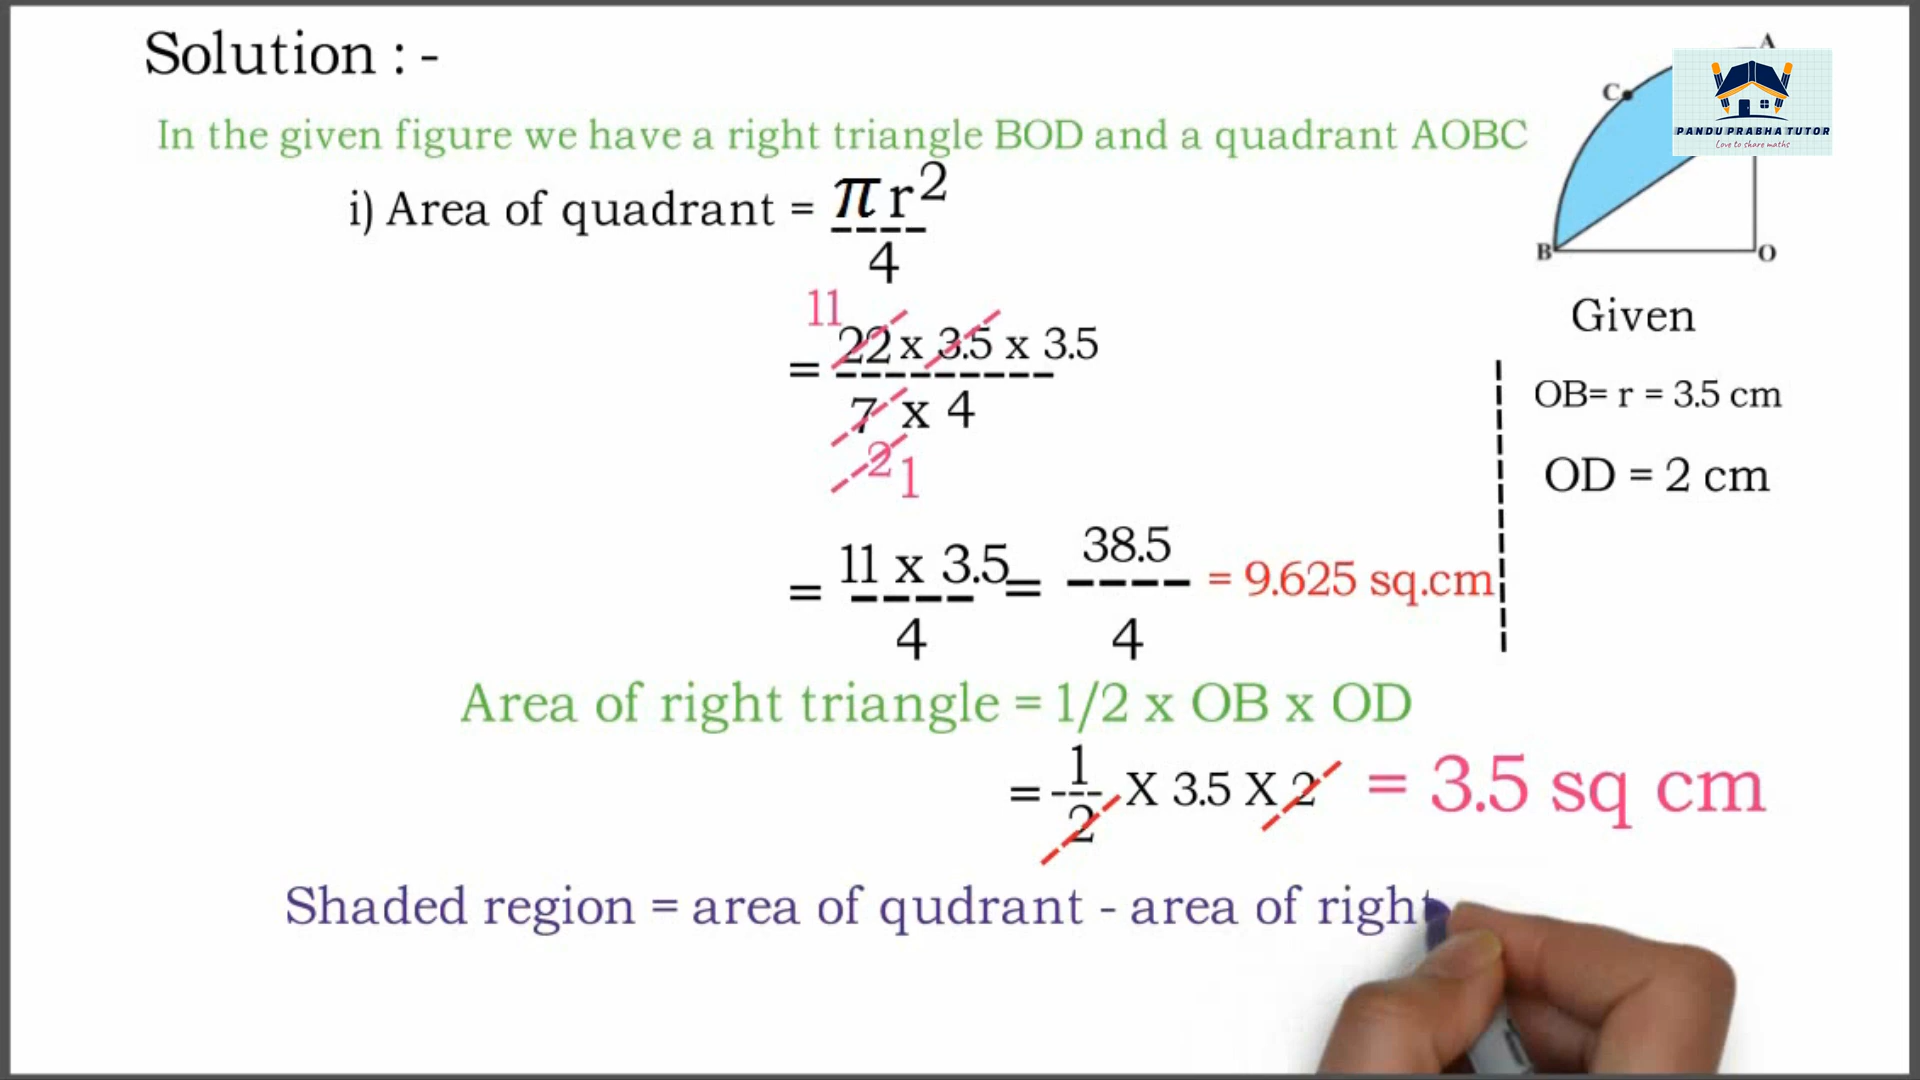 Solution : -
In the given figure we have a right triangle BOD and a quadrant AOBC
i) Area of quadrant = πr²
4
11
= 22 x 3.5 x 3.5
7 x 4
2 1
= 11 x 3.5 = 38.5 = 9.625 sq.cm
4 4
Area of right triangle = 1/2 x OB x OD
= 1 X 3.5 X 2 = 3.5 sq cm
2
Shaded region = area of qudrant - area of right
A
C
PANDU PRABHA TUTOR
Love to share maths
B
O
Given
OB= r = 3.5 cm
OD = 2 cm